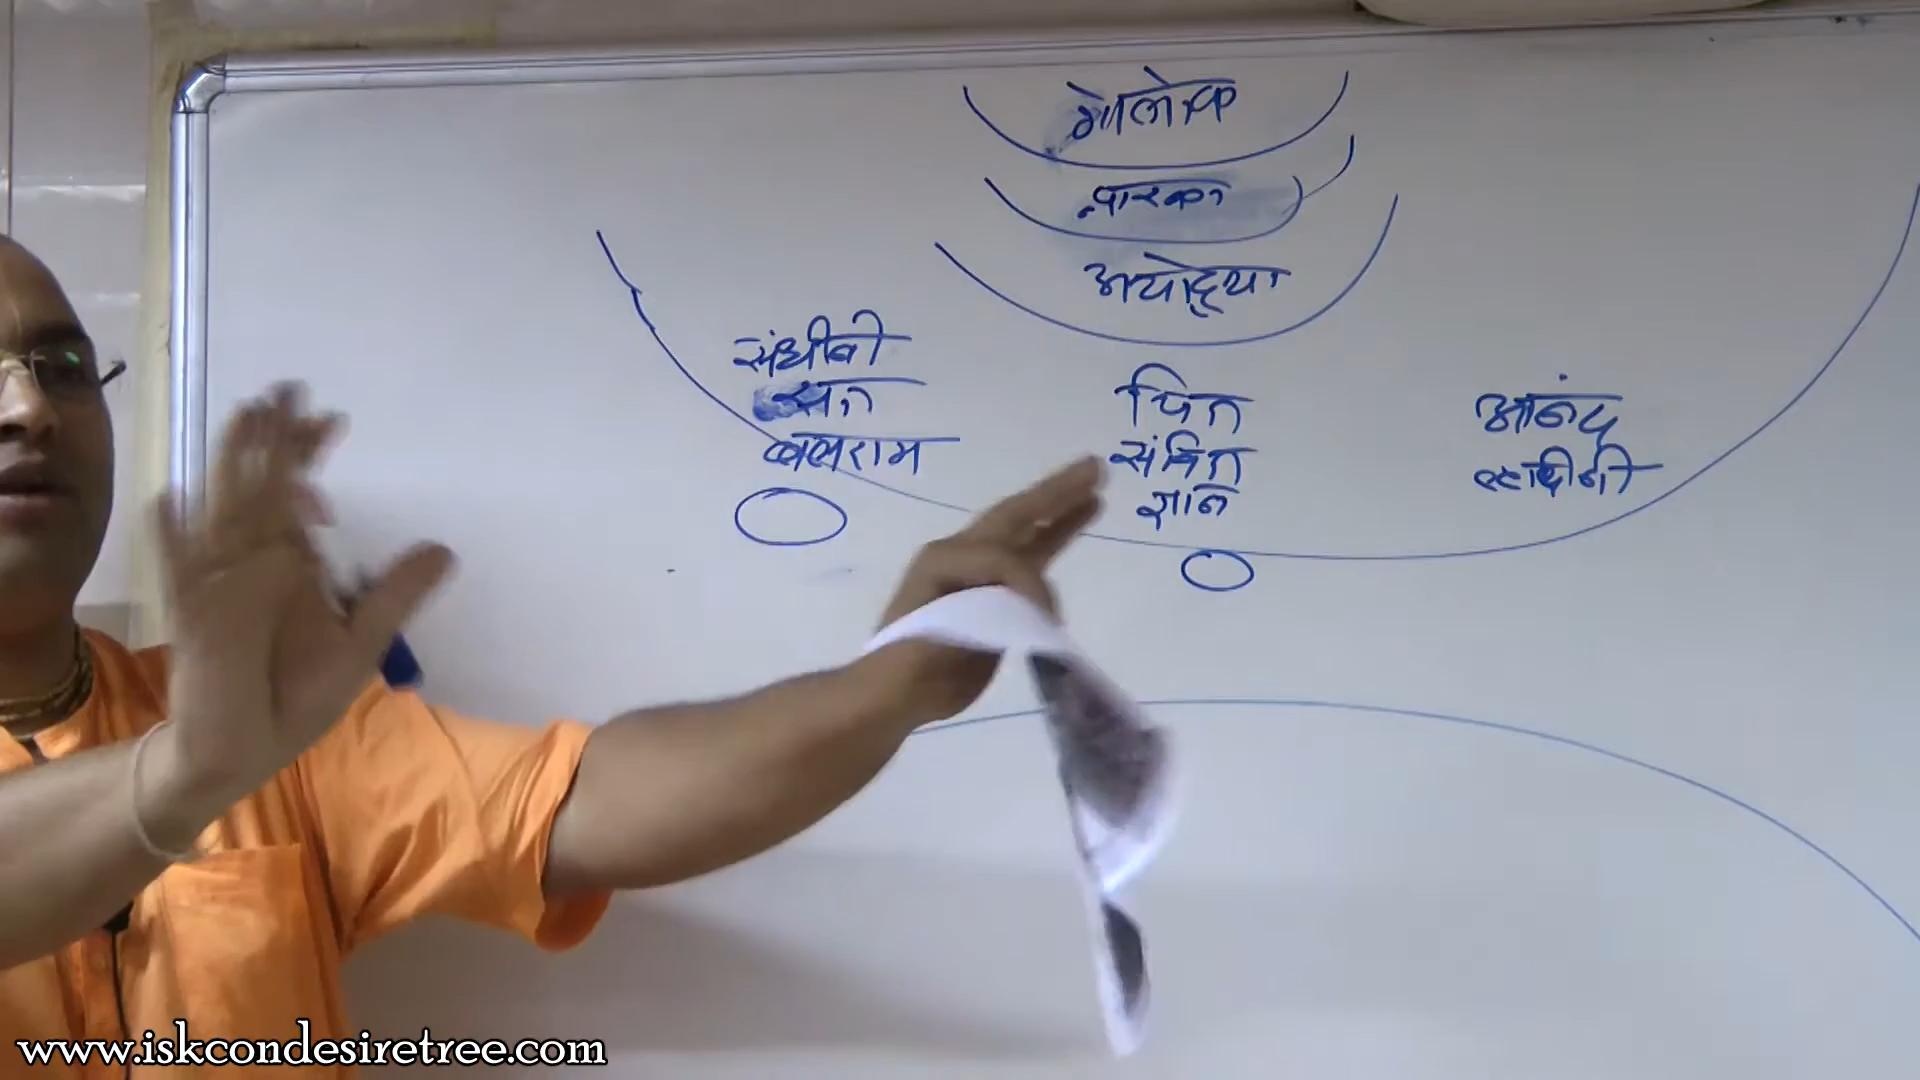 गोलोक
द्वारका
अयोद्ध्या
संधीनी
सत
बलराम
चित
संवित
ज्ञान
आनंद
ल्हादीनी
www.iskcondesiretree.com